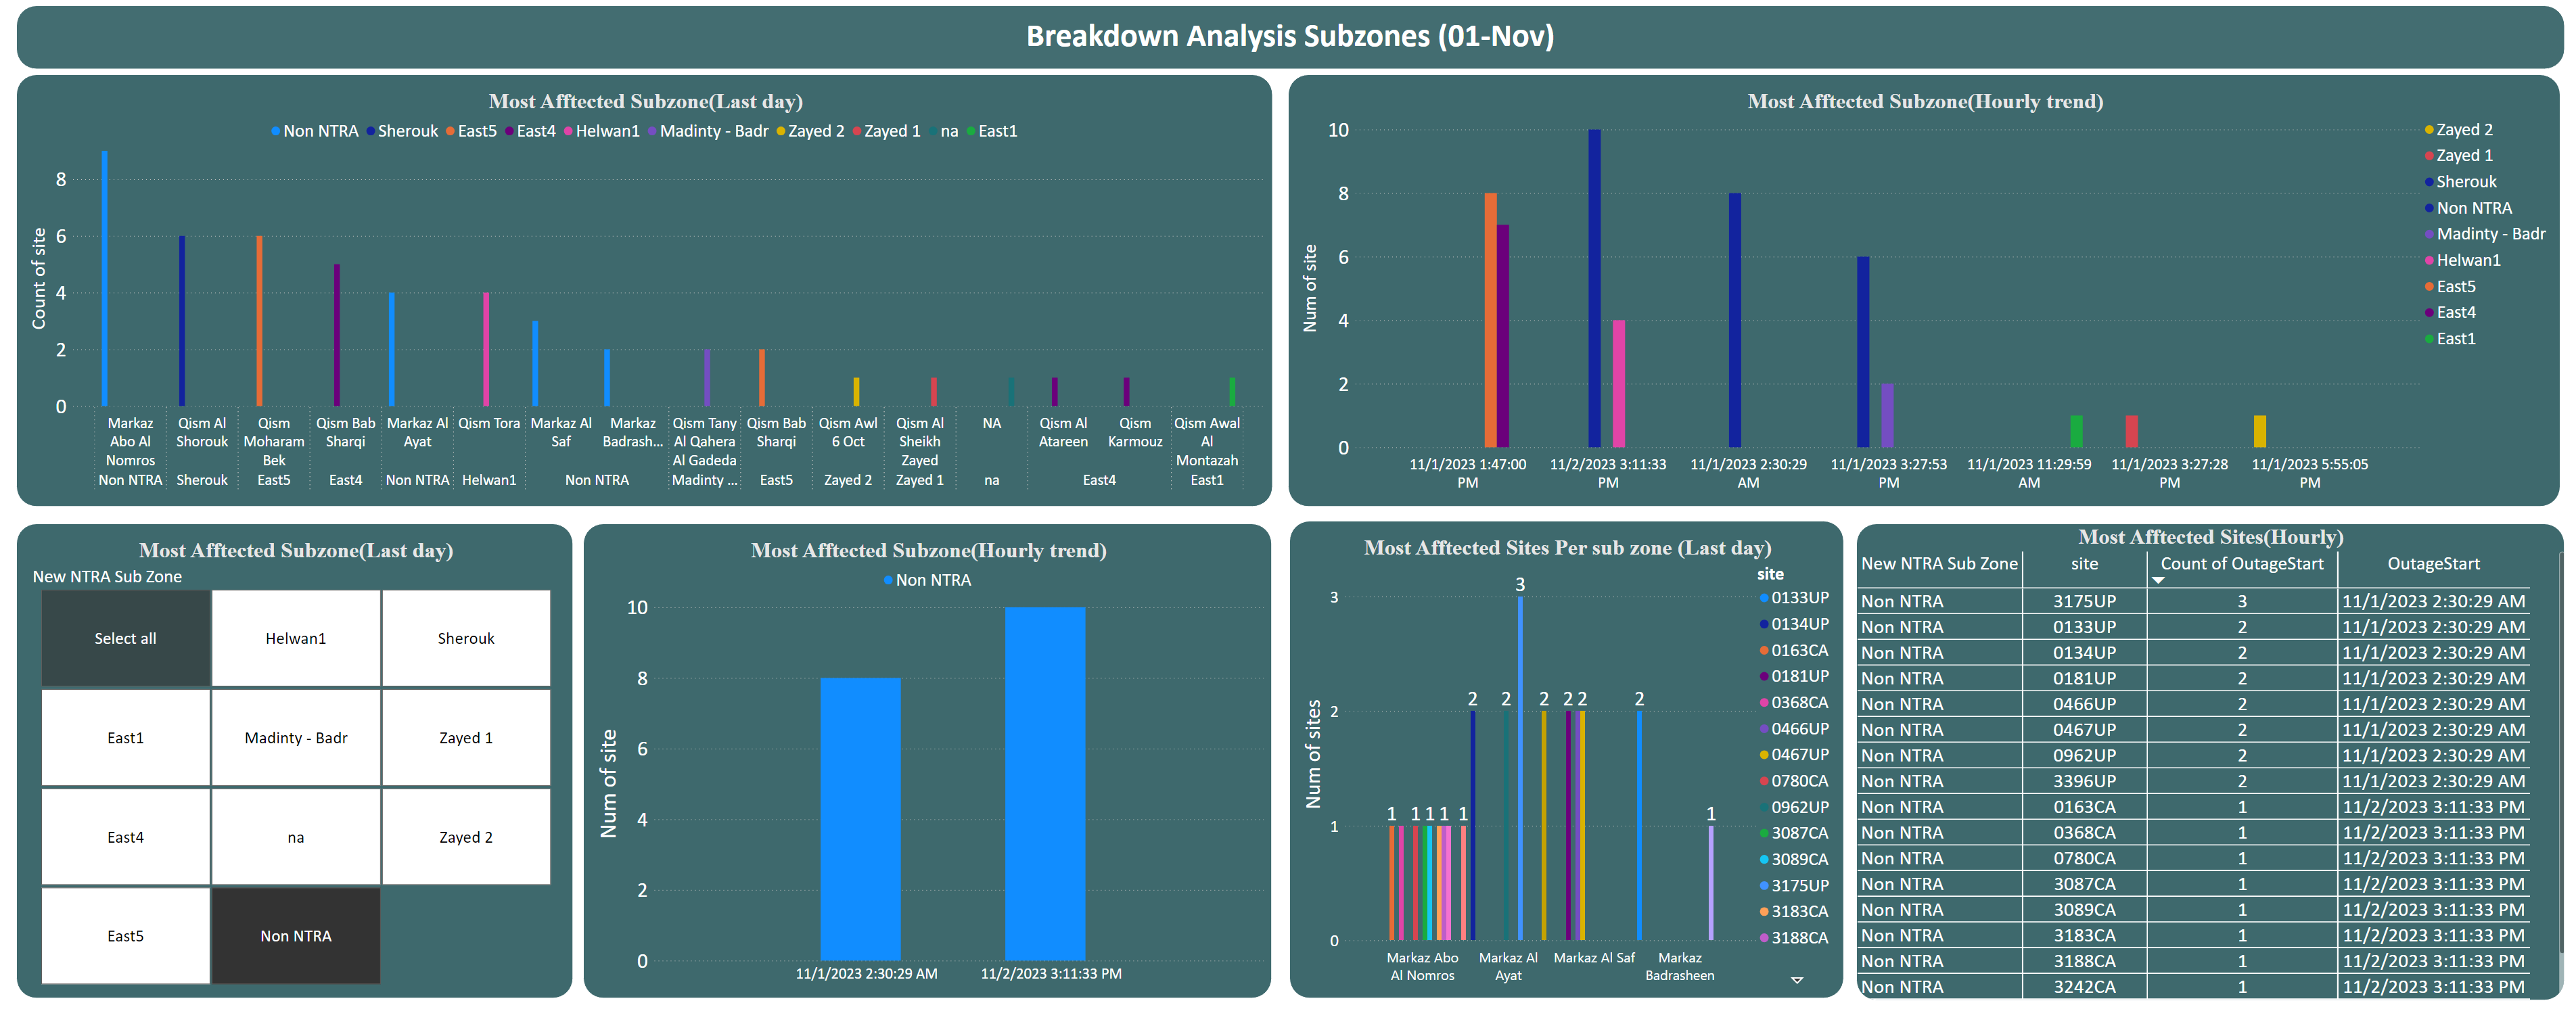 Breakdown Analysis Subzones (01-Nov)
Most Afftected Subzone(Last day)
Non NTRA Sherouk East5 East4 Helwan1 Madinty - Badr Zayed 2 Zayed 1 na East1
Count of site
8
6
4
2
0
Markaz Abo Al Nomros
Qism Al Shorouk
Qism Moharam Bek
Qism Bab Sharqi
Markaz Al Ayat
Qism Tora
Markaz Al Saf
Markaz Badrash...
Qism Tany Al Qahera Al Gadeda
Qism Bab Sharqi
Qism Awl 6 Oct
Qism Al Sheikh Zayed
NA
Qism Al Atareen
Qism Karmouz
Qism Awal Al Montazah
Non NTRA Sherouk East5 East4 Non NTRA Helwan1 Non NTRA Madinty ... East5 Zayed 2 Zayed 1 na East4 East1
Most Afftected Subzone(Hourly trend)
Num of site
10
8
6
4
2
0
11/1/2023 1:47:00 PM
11/2/2023 3:11:33 PM
11/1/2023 2:30:29 AM
11/1/2023 3:27:53 PM
11/1/2023 11:29:59 AM
11/1/2023 3:27:28 PM
11/1/2023 5:55:05 PM
Zayed 2
Zayed 1
Sherouk
Non NTRA
Madinty - Badr
Helwan1
East5
East4
East1
Most Afftected Subzone(Last day)
New NTRA Sub Zone
Select all Helwan1 Sherouk
East1 Madinty - Badr Zayed 1
East4 na Zayed 2
East5 Non NTRA
Most Afftected Subzone(Hourly trend)
Non NTRA
Num of site
10
8
6
4
2
0
11/1/2023 2:30:29 AM 11/2/2023 3:11:33 PM
Most Afftected Sites Per sub zone (Last day)
Num of sites
3
2
1
0
3
2 2 2 2 2 2
1 1 1 1 1 1
Markaz Abo Al Nomros
Markaz Al Ayat
Markaz Al Saf
Markaz Badrasheen
site
0133UP
0134UP
0163CA
0181UP
0368CA
0466UP
0467UP
0780CA
0962UP
3087CA
3089CA
3175UP
3183CA
3188CA
Most Afftected Sites(Hourly)
New NTRA Sub Zone site Count of OutageStart OutageStart
Non NTRA 3175UP 3 11/1/2023 2:30:29 AM
Non NTRA 0133UP 2 11/1/2023 2:30:29 AM
Non NTRA 0134UP 2 11/1/2023 2:30:29 AM
Non NTRA 0181UP 2 11/1/2023 2:30:29 AM
Non NTRA 0466UP 2 11/1/2023 2:30:29 AM
Non NTRA 0467UP 2 11/1/2023 2:30:29 AM
Non NTRA 0962UP 2 11/1/2023 2:30:29 AM
Non NTRA 3396UP 2 11/1/2023 2:30:29 AM
Non NTRA 0163CA 1 11/2/2023 3:11:33 PM
Non NTRA 0368CA 1 11/2/2023 3:11:33 PM
Non NTRA 0780CA 1 11/2/2023 3:11:33 PM
Non NTRA 3087CA 1 11/2/2023 3:11:33 PM
Non NTRA 3089CA 1 11/2/2023 3:11:33 PM
Non NTRA 3183CA 1 11/2/2023 3:11:33 PM
Non NTRA 3188CA 1 11/2/2023 3:11:33 PM
Non NTRA 3242CA 1 11/2/2023 3:11:33 PM